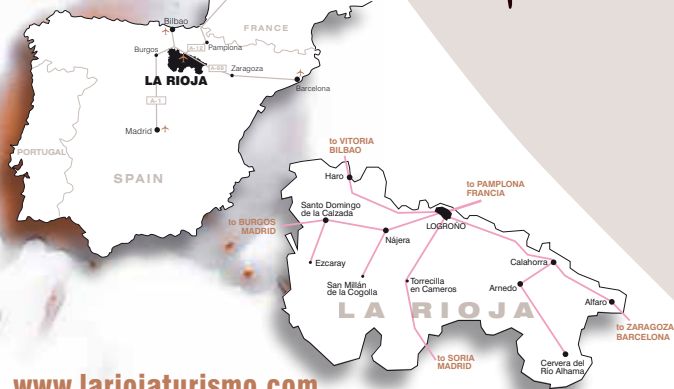 FRANCE
Bilbao
Burgos
A-12
Pamplona
LA RIOJA
A-68
Zaragoza
Barcelona
A-1
Madrid
PORTUGAL
SPAIN
to VITORIA
BILBAO
Haro
to PAMPLONA
FRANCIA
Santo Domingo
de la Calzada
to BURGOS
MADRID
LOGROÑO
Nájera
Ezcaray
San Millán
de la Cogolla
Torrecilla
en Cameros
Calahorra
Arnedo
Alfaro
LA RIOJA
to ZARAGOZA
BARCELONA
to SORIA
MADRID
Cervera del
Río Alhama
www.lariojaturismo.com